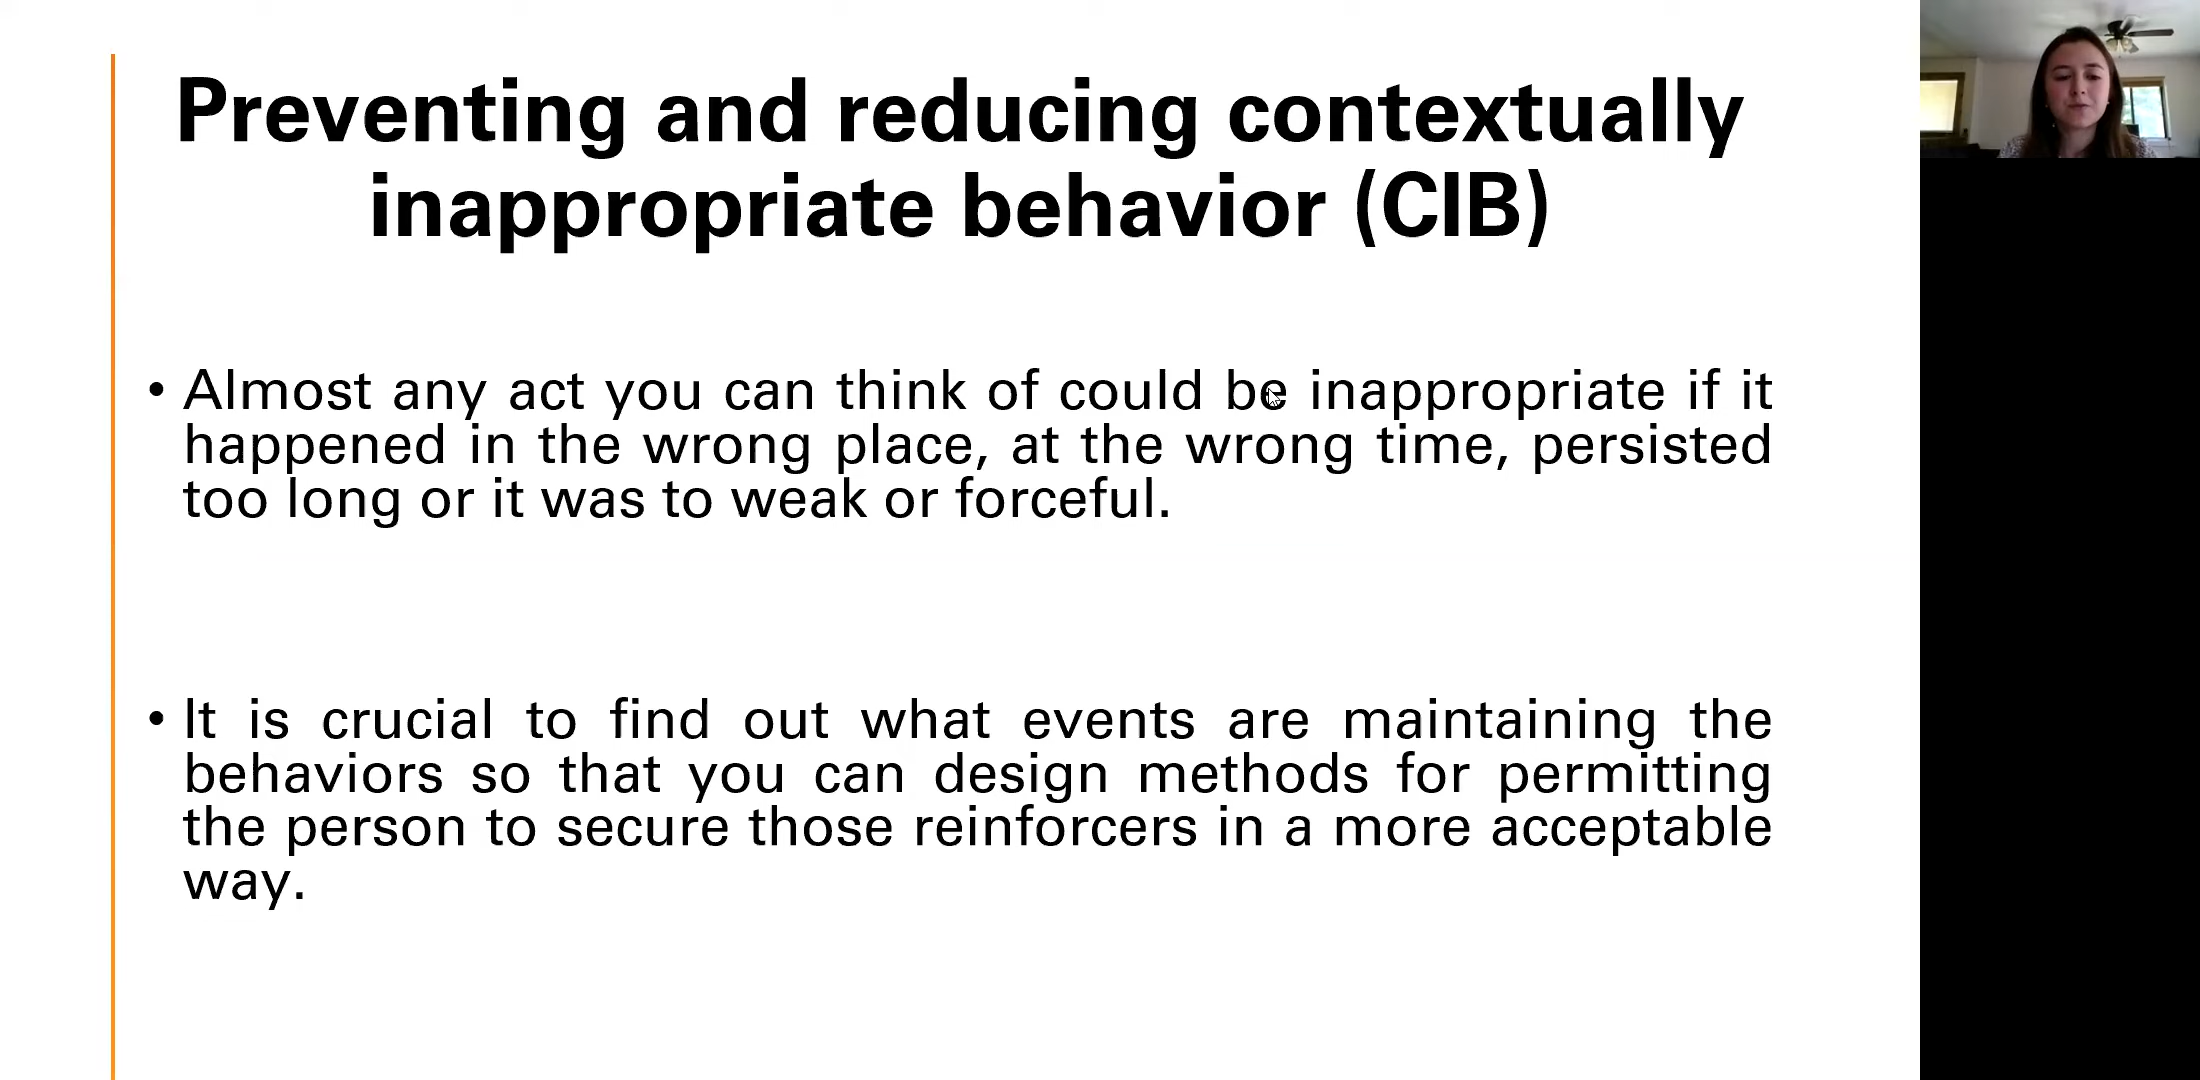 Preventing and reducing contextually
inappropriate behavior (CIB)
• Almost any act you can think of could be inappropriate if it
happened in the wrong place, at the wrong time, persisted
too long or it was to weak or forceful.
• It is crucial to find out what events are maintaining the
behaviors so that you can design methods for permitting
the person to secure those reinforcers in a more acceptable
way.